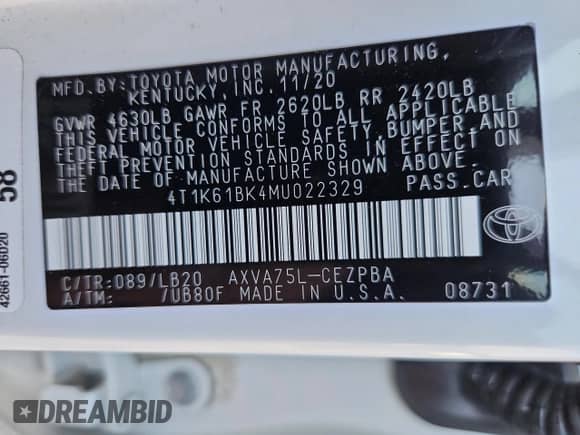 MFD.BY:TOYOTA MOTOR MANUFACTURING,
KENTUCKY, INC. 11/20
GVWR 4630LB GAWR FR 2620LB RR 2420LB
THIS VEHICLE CONFORMS TO ALL APPLICABLE
FEDERAL MOTOR VEHICLE SAFETY, BUMPER, AND
THEFT PREVENTION STANDARDS IN EFFECT ON
THE DATE OF MANUFACTURE SHOWN ABOVE.
4T1K61BK4MU022329 PASS.CAR
C/TR:089/LB20 AXVA75L-CEZPBA
A/TM: 7UB80F MADE IN U.S.A. 08731
TOYOTA
58
42661-06D20
DREAMBID